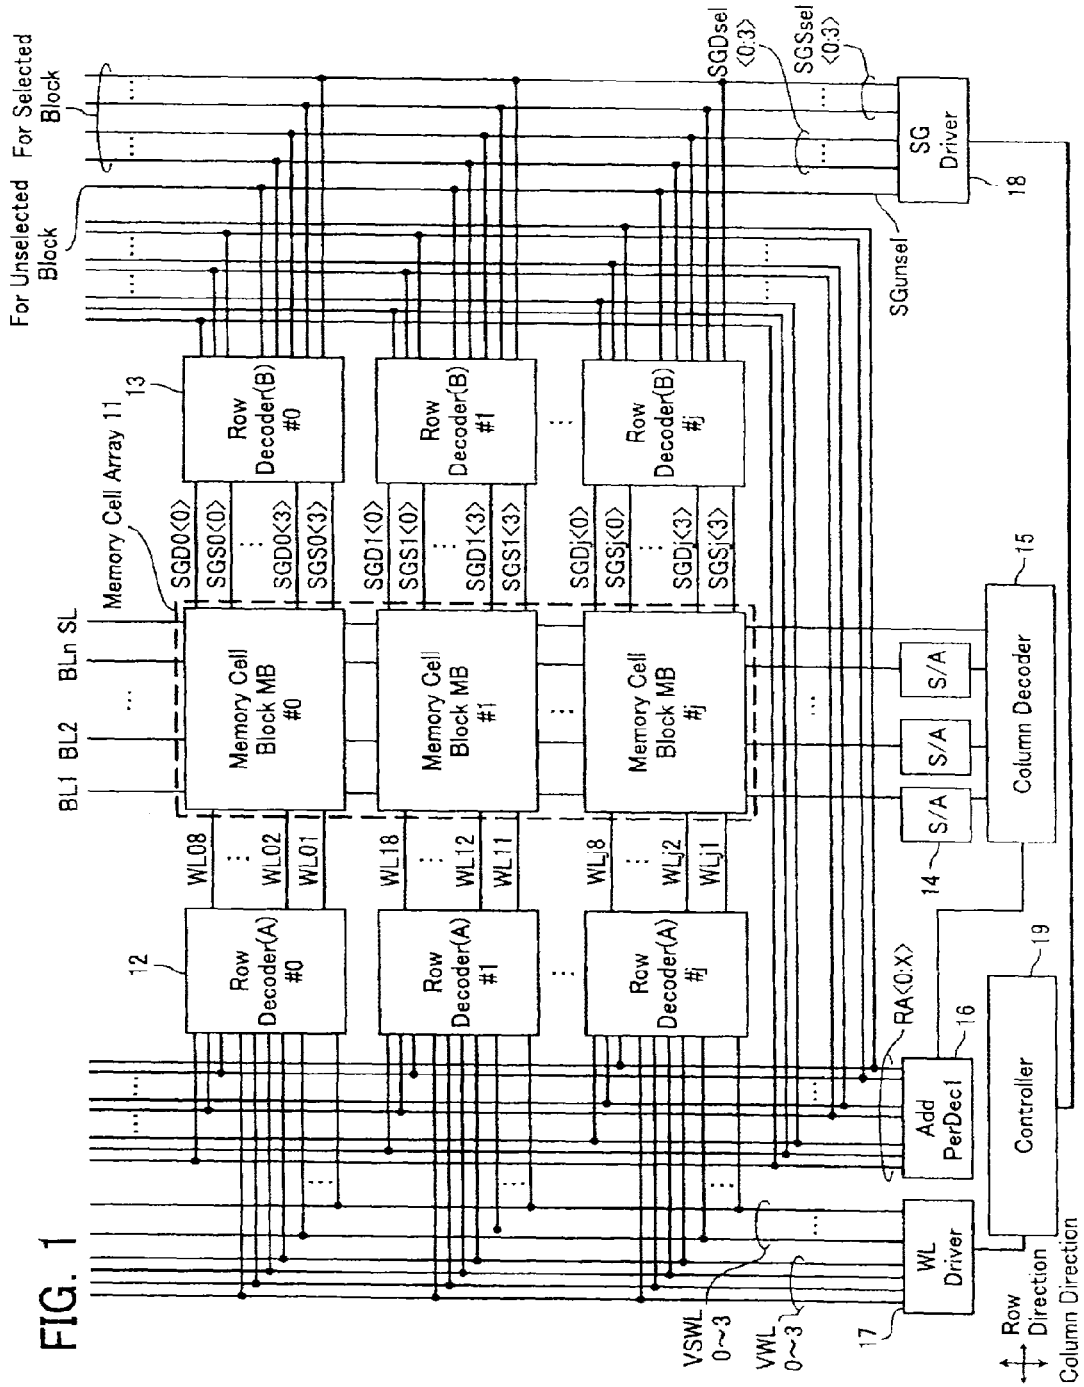 FIG. 1
For Unselected
Block
For Selected
Block
BL1 BL2 ... BLn SL
Memory Cell Array 11
12
13
Row
Decoder(A)
#0
WL08
WL02
WL01
Memory Cell
Block MB
#0
SGD0<0>
SGS0<0>
SGD0<3>
SGS0<3>
Row
Decoder(B)
#0
Row
Decoder(A)
#1
WL18
WL12
WL11
Memory Cell
Block MB
#1
SGD1<0>
SGS1<0>
SGD1<3>
SGS1<3>
Row
Decoder(B)
#1
Row
Decoder(A)
#j
WLj8
WLj2
WLj1
Memory Cell
Block MB
#j
SGDj<0>
SGSj<0>
SGDj<3>
SGSj<3>
Row
Decoder(B)
#j
VSWL
0~3
VWL
0~3
17
WL
Driver
RA<0:X>
Add
PerDec1
16
14
S/A
S/A
S/A
Column Decoder
15
Controller
19
SGunsel
SGDsel
<0:3>
SGSsel
<0:3>
SG
Driver
18
Row
Direction
Column Direction